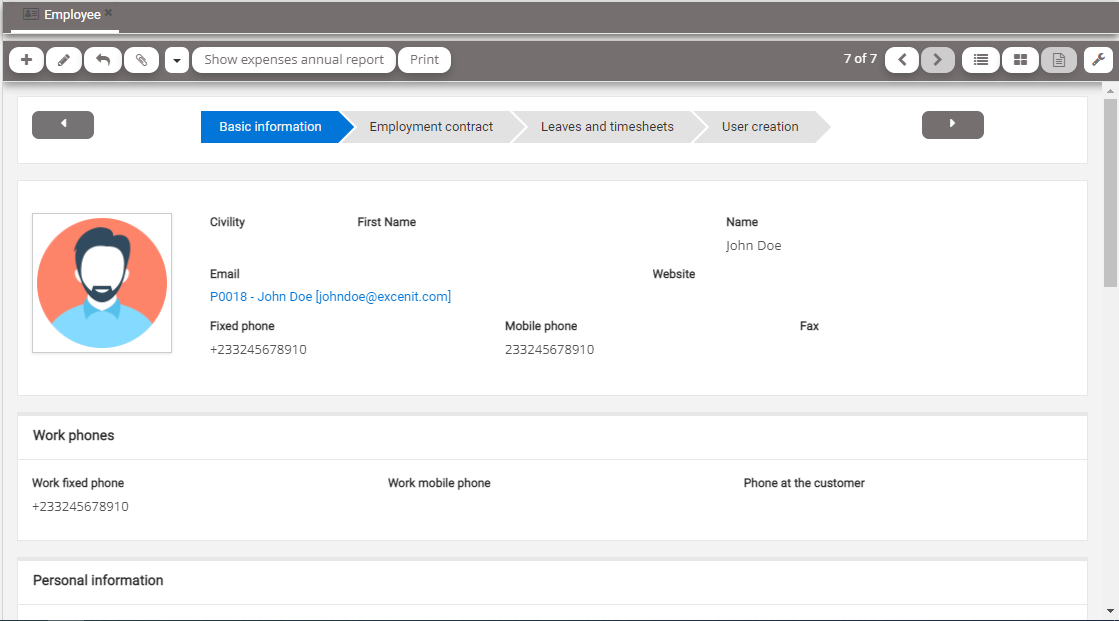 Employee
Show expenses annual report Print 7 of 7
Basic information Employment contract Leaves and timesheets User creation
Civility First Name Name
John Doe
Email Website
P0018 - John Doe [johndoe@excenit.com]
Fixed phone Mobile phone Fax
+233245678910 233245678910
Work phones
Work fixed phone Work mobile phone Phone at the customer
+233245678910
Personal information